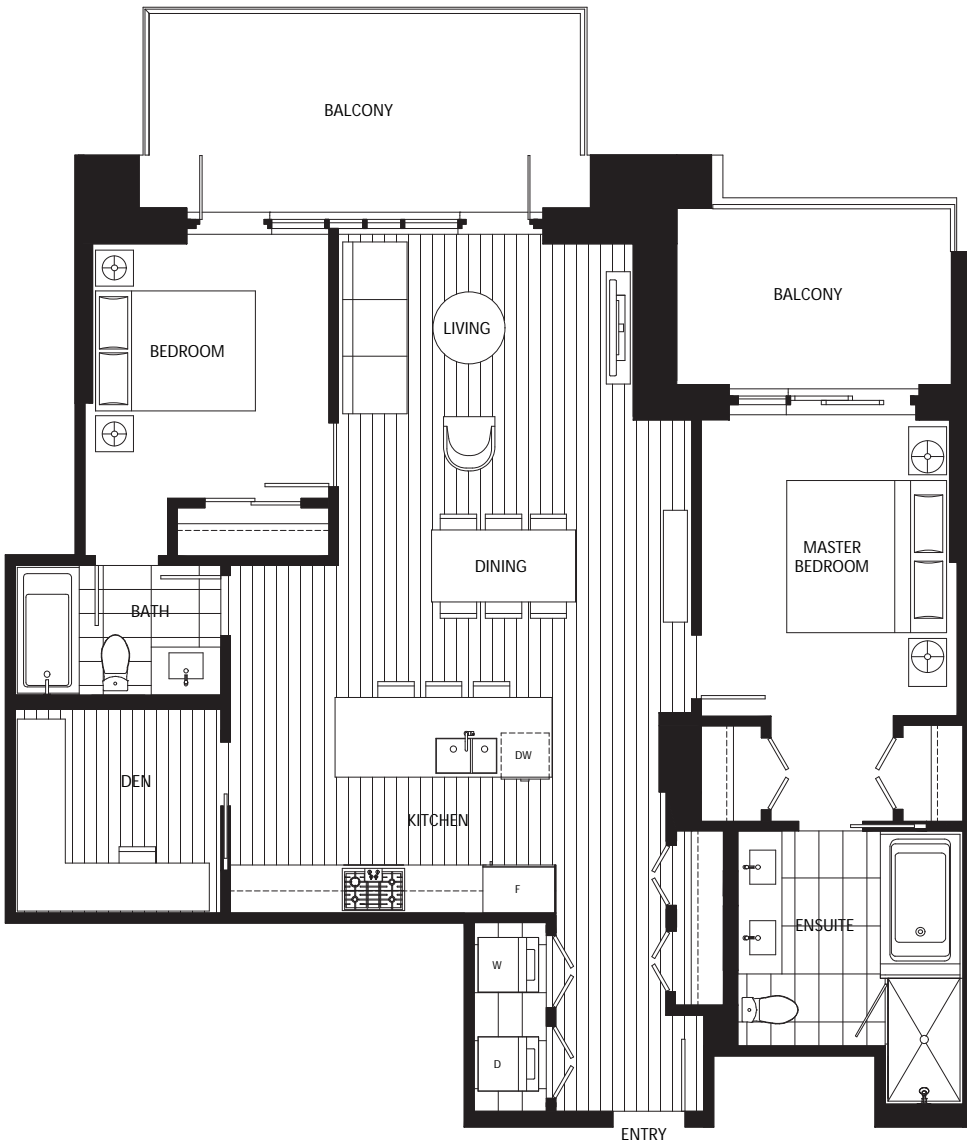 BALCONY
BALCONY
LIVING
BEDROOM
MASTER
BEDROOM
DINING
BATH
DW
DEN
KITCHEN
F
ENSUITE
W
D
ENTRY